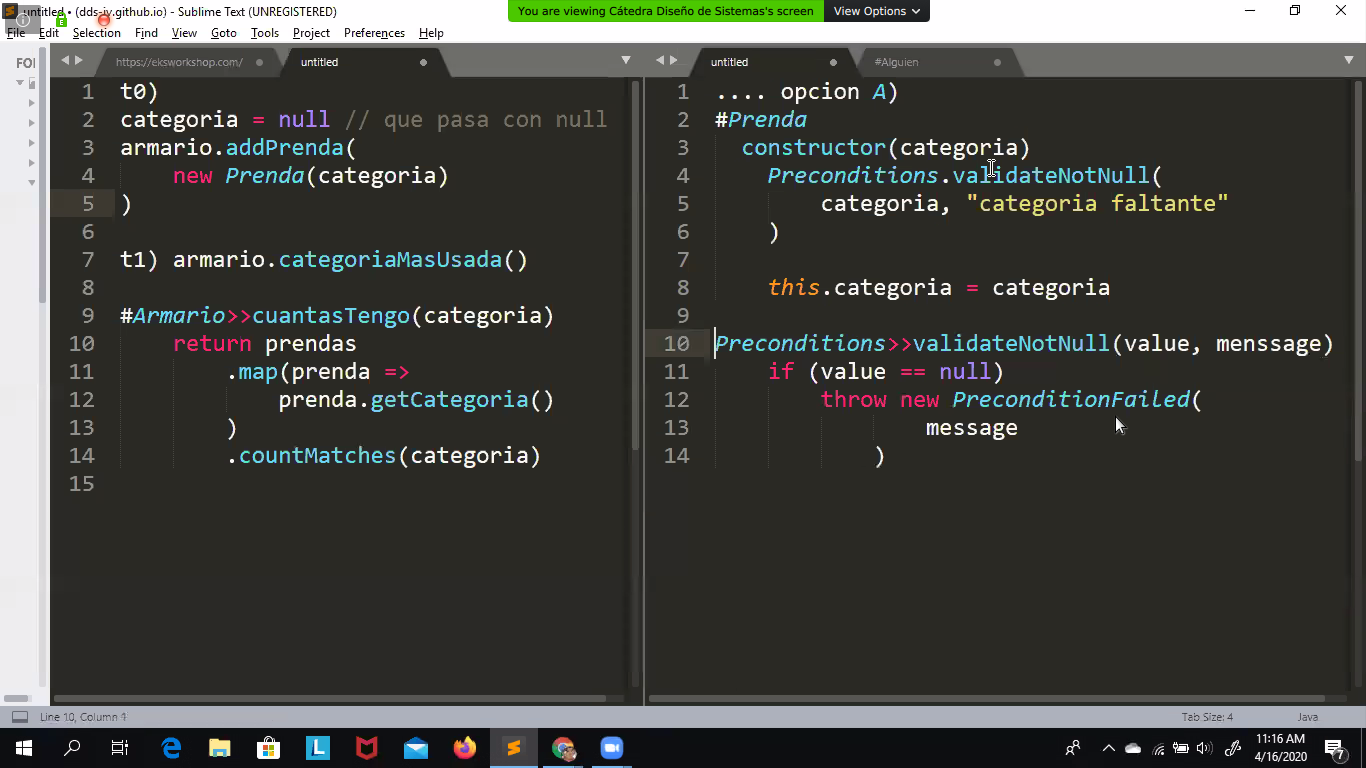 untitled • (dds-jv.github.io) - Sublime Text (UNREGISTERED)
You are viewing Cátedra Diseño de Sistemas's screen
View Options
File Edit Selection Find View Goto Tools Project Preferences Help
FOI
https://eksworkshop.com/
untitled
1 t0)
2 categoria = null // que pasa con null
3 armario.addPrenda(
4 new Prenda(categoria)
5 )
6
7 t1) armario.categoriaMasUsada()
8
9 #Armario>>cuantasTengo(categoria)
10 return prendas
11 .map(prenda =>
12 prenda.getCategoria()
13 )
14 .countMatches(categoria)
15
untitled
#Alguien
1 .... opcion A)
2 #Prenda
3 constructor(categoria)
4 Preconditions.validateNotNull(
5 categoria, "categoria faltante"
6 )
7
8 this.categoria = categoria
9
10 Preconditions>>validateNotNull(value, menssage)
11 if (value == null)
12 throw new PreconditionFailed(
13 message
14 )
Line 10, Column 1
Tab Size: 4
Java
11:16 AM
4/16/2020
7